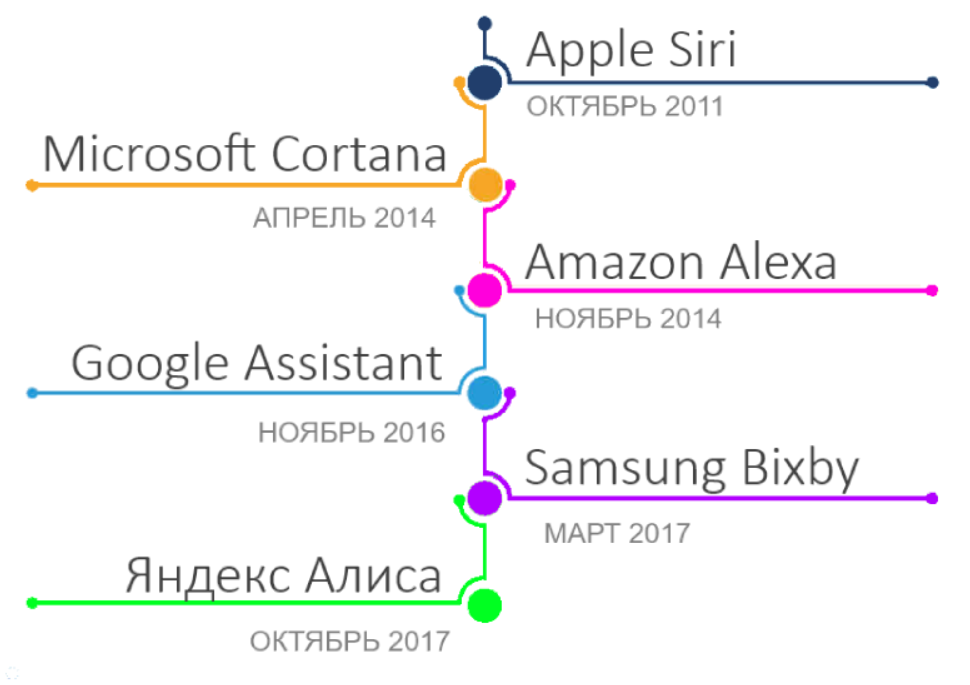 Apple Siri
ОКТЯБРЬ 2011
Microsoft Cortana
АПРЕЛЬ 2014
Amazon Alexa
НОЯБРЬ 2014
Google Assistant
НОЯБРЬ 2016
Samsung Bixby
МАРТ 2017
Яндекс Алиса
ОКТЯБРЬ 2017